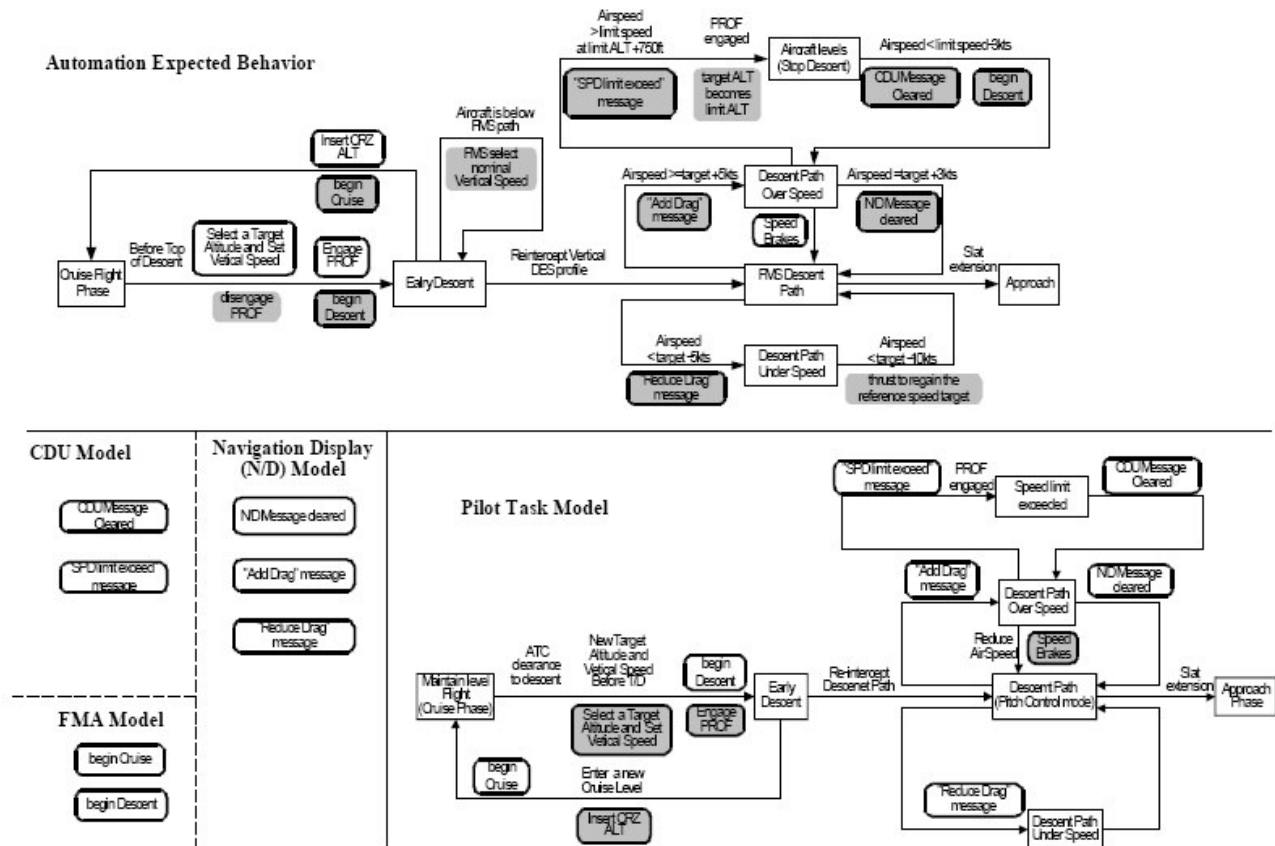 Automation Expected Behavior
Airspeed
>limit speed
at limit ALT +750ft
PROF
engaged
Aircraft levels
(Stop Descent)
Airspeed < limit speed-3kts
"SPD limit exceed"
message
target ALT
becomes
limit ALT
CDU Message
Cleared
begin
Descent
Aircraft is below
FMS path
Insert CRZ
ALT
FMS select
nominal
Vertical Speed
begin
Cruise
Airspeed >=target +5kts
Descent Path
Over Speed
Airspeed =target +3kts
"Add Drag"
message
ND Message
cleared
Speed
Brakes
Before Top
of Descent
Select a Target
Altitude and Set
Vertical Speed
Engage
PROF
Cruise Flight
Phase
Ealry Descent
Reintercept Vertical
DES profile
FMS Descent
Path
Slat
extension
Approach
disengage
PROF
begin
Descent
Airspeed
< target -5kts
Descent Path
Under Speed
Airspeed
<target -10kts
"Reduce Drag"
message
thrust to regain the
reference speed target
CDU Model
CDU Message
Cleared
"SPD limit exceed"
message
Navigation Display
(N/D) Model
ND Message cleared
"Add Drag" message
"Reduce Drag"
message
FMA Model
begin Cruise
begin Descent
Pilot Task Model
"SPD limit exceed"
message
PROF
engaged
Speed limit
exceeded
CDU Message
Cleared
"Add Drag"
message
Descent Path
Over Speed
ND Message
cleared
Reduce
Air Speed
Speed
Brakes
ATC
clearance
to descent
New Target
Altitude and
Vetical Speed
Before T/D
begin
Descent
Maintain level
Flight
(Cruise Phase)
Early
Descent
Re-intercept
Descenet Path
Descent Path
(Pitch Control mode)
Slat
extension
Approach
Phase
Select a Target
Altitude and Set
Vertical Speed
Engage
PROF
begin
Cruise
Enter a new
Cruise Level
Insert CRZ
ALT
"Reduce Drag"
message
Descent Path
Under Speed